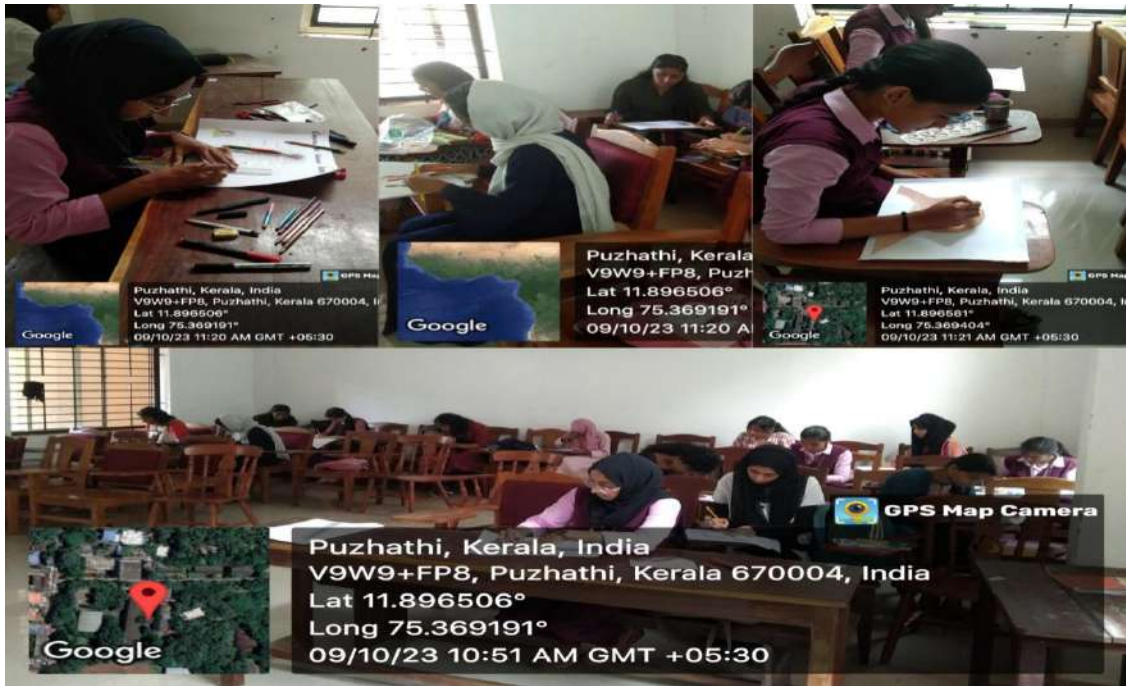 GPS Map
Puzhathi, Kerala, India
V9W9+FP8, Puzhathi, Kerala 670004, I
Lat 11.896506°
Long 75.369191°
09/10/23 11:20 AM GMT +05:30
Google
Puzhathi, Kerala
V9W9+FP8, Puzh
Lat 11.896506°
Long 75.369191°
09/10/23 11:20 A
Google
GPS Map
Puzhathi, Kerala, India
V9W9+FP8, Puzhathi, Kerala 670004, I
Lat 11.896581°
Long 75.369404°
09/10/23 11:21 AM GMT +05:30
Google
GPS Map Camera
Puzhathi, Kerala, India
V9W9+FP8, Puzhathi, Kerala 670004, India
Lat 11.896506°
Long 75.369191°
09/10/23 10:51 AM GMT +05:30
Google